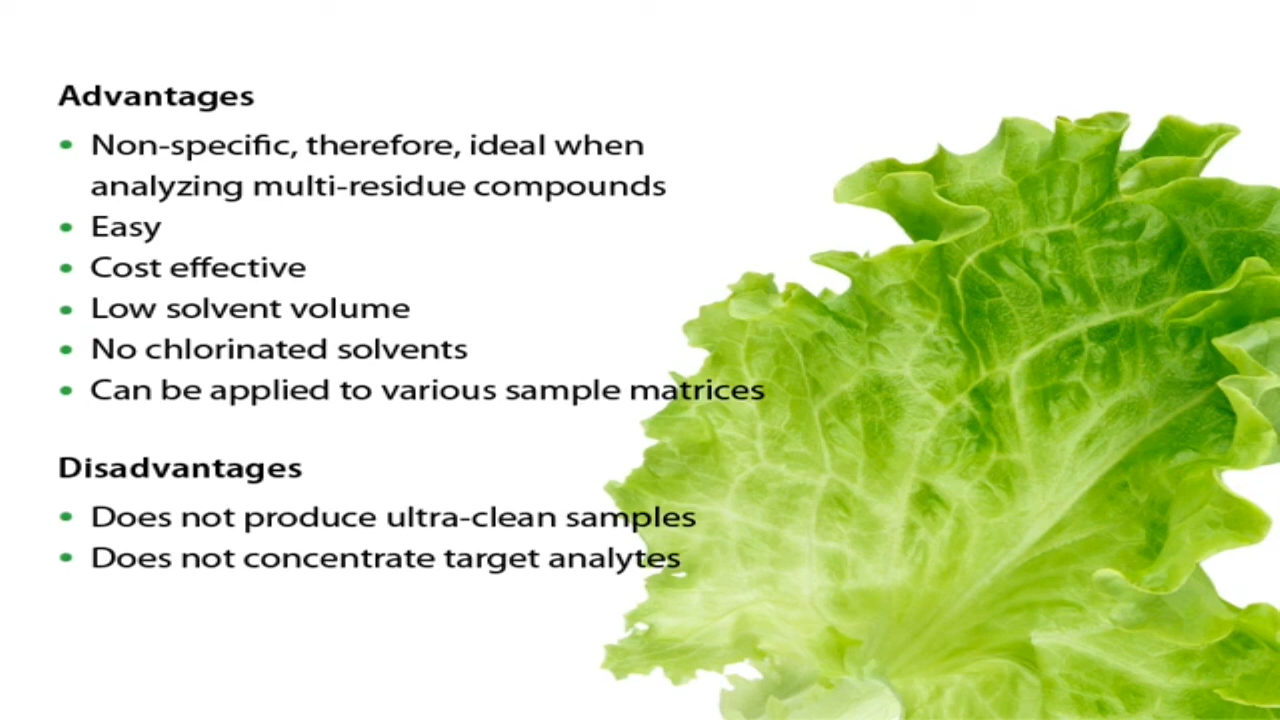 Advantages
• Non-specific, therefore, ideal when
analyzing multi-residue compounds
• Easy
• Cost effective
• Low solvent volume
• No chlorinated solvents
• Can be applied to various sample matrices
Disadvantages
• Does not produce ultra-clean samples
• Does not concentrate target analytes